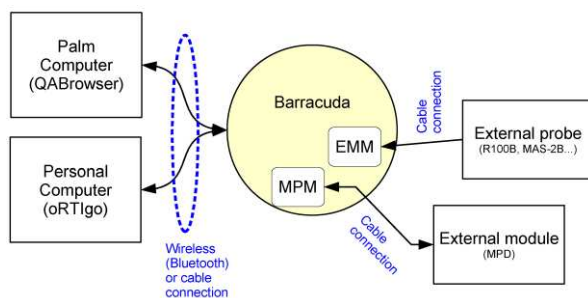 Palm
Computer
(QABrowser)
Barracuda
Cable
connection
EMM
External probe
(R100B, MAS-2B...)
Personal
Computer
(oRTIgo)
MPM
Cable
connection
External module
(MPD)
Wireless
(Bluetooth)
or cable
connection